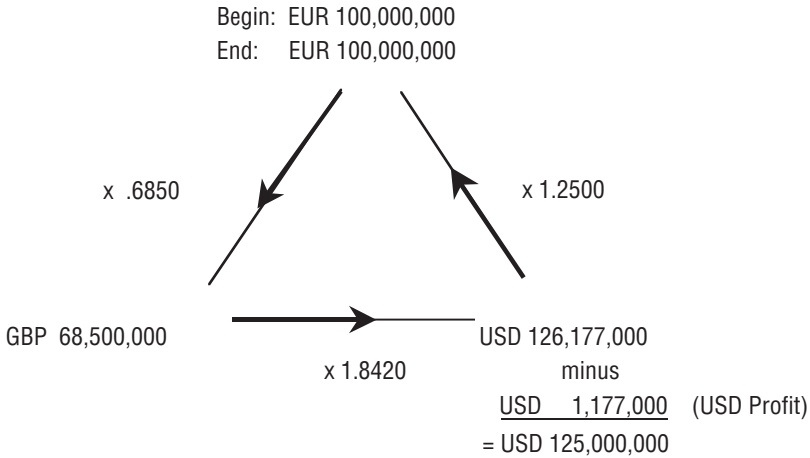 Begin: EUR 100,000,000
End: EUR 100,000,000
x .6850
x 1.2500
GBP 68,500,000
USD 126,177,000
x 1.8420
minus
USD 1,177,000 (USD Profit)
= USD 125,000,000